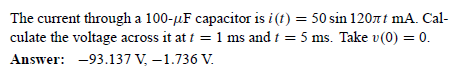 The current through a 100-μF capacitor is i(t) = 50 sin 120πt mA. Cal-
culate the voltage across it at t = 1 ms and t = 5 ms. Take v(0) = 0.
Answer: −93.137 V, −1.736 V.